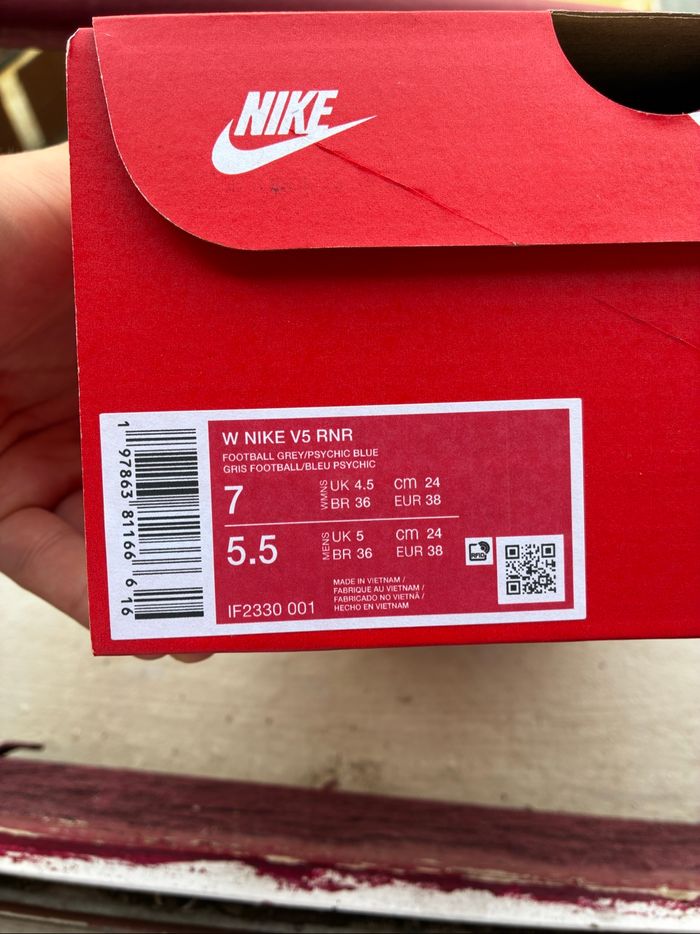 NIKE
W NIKE V5 RNR
FOOTBALL GREY/PSYCHIC BLUE
GRIS FOOTBALL/BLEU PSYCHIC
7 WMNS UK 4.5 cm 24
BR 36 EUR 38
5.5 MENS UK 5 cm 24
BR 36 EUR 38
RFID
MADE IN VIETNAM /
FABRIQUE AU VIETNAM /
FABRICADO NO VIETNÃ /
HECHO EN VIETNAM
IF2330 001
1 97863 81166 6 16